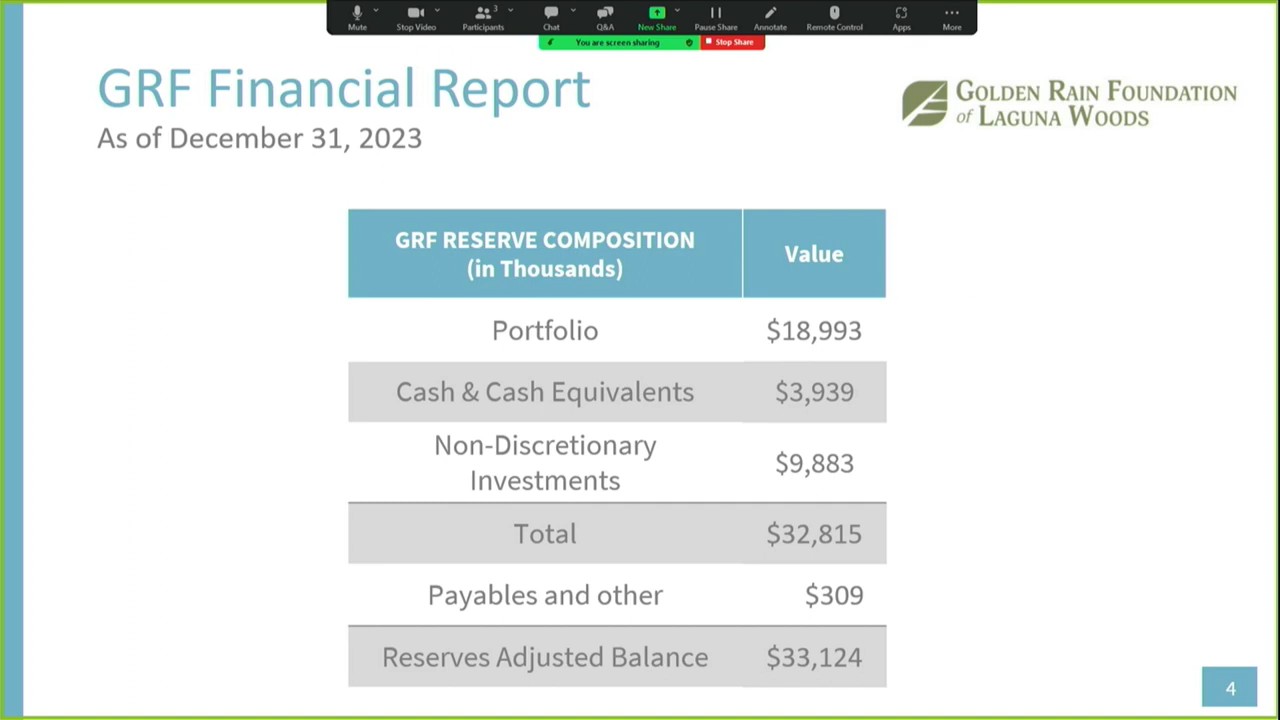 Mute
Stop Video
3
Participants
Chat
Q&A
New Share
Pause Share
Annotate
Remote Control
Apps
More
You are screen sharing
Stop Share
GRF Financial Report
As of December 31, 2023
GOLDEN RAIN FOUNDATION
of LAGUNA WOODS
GRF RESERVE COMPOSITION
(in Thousands)
Value
Portfolio $18,993
Cash & Cash Equivalents $3,939
Non-Discretionary
Investments
$9,883
Total $32,815
Payables and other $309
Reserves Adjusted Balance $33,124
4